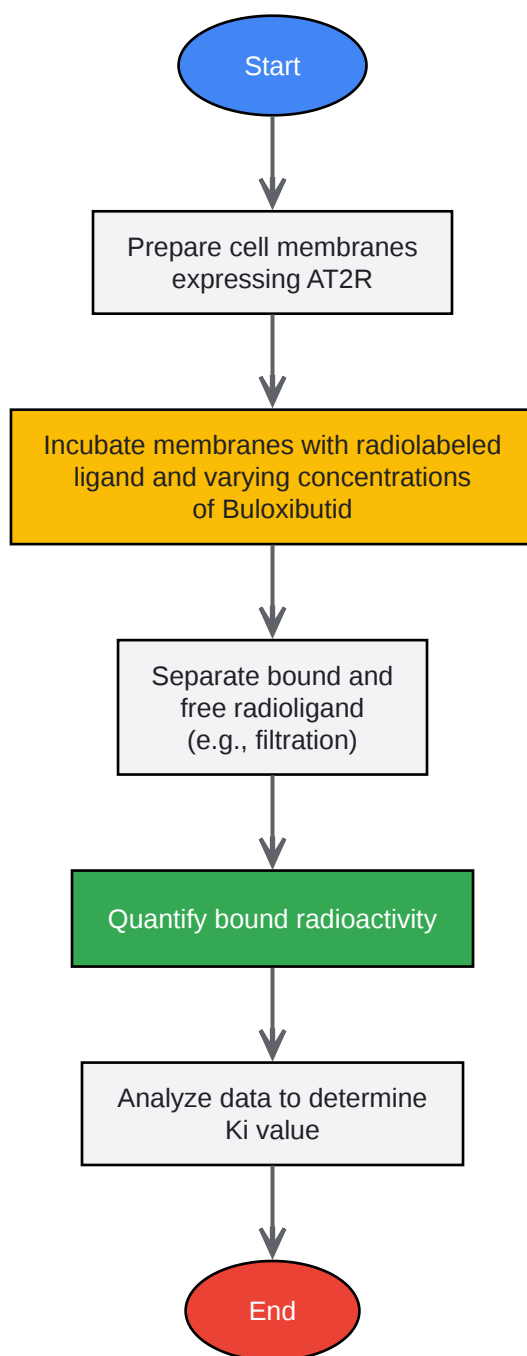 Start
Prepare cell membranes
expressing AT2R
Incubate membranes with radiolabeled
ligand and varying concentrations
of Buloxibutid
Separate bound and
free radioligand
(e.g., filtration)
Quantify bound radioactivity
Analyze data to determine
Ki value
End